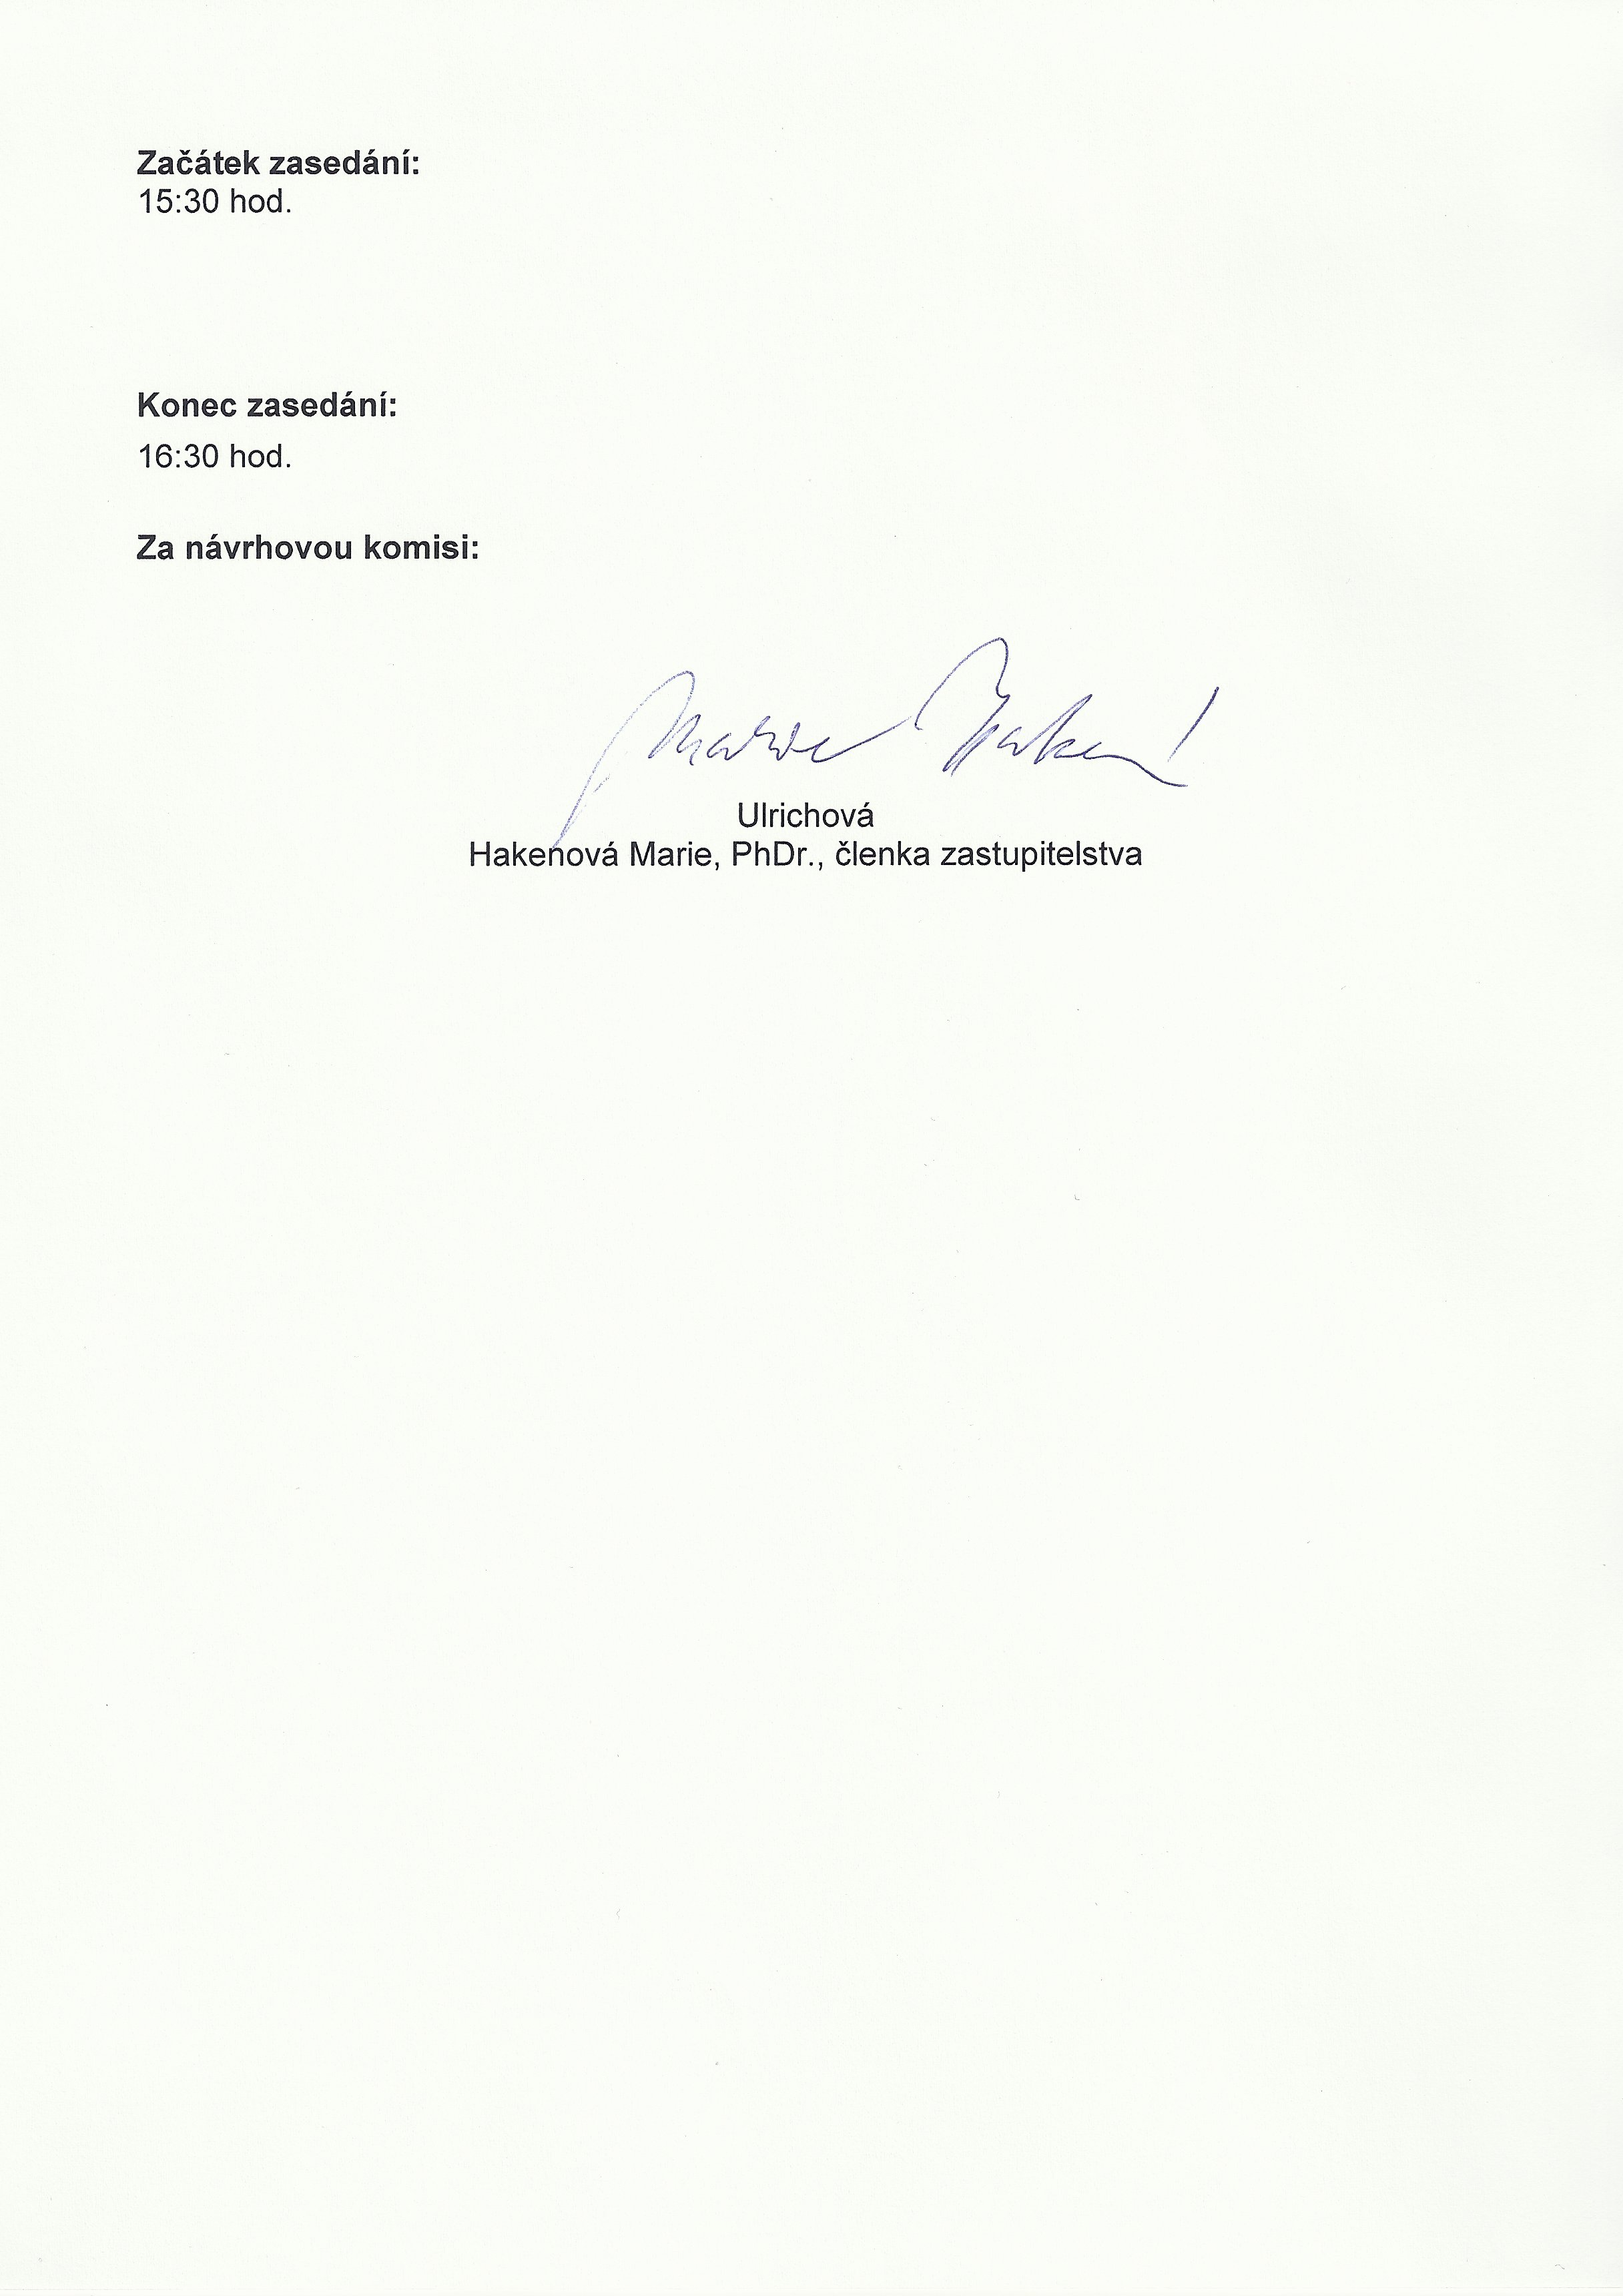 Začátek zasedání:
15:30 hod.
Konec zasedání:
16:30 hod.
Za návrhovou komisi:
Marie
Ulrichová
Hakenová Marie, PhDr., členka zastupitelstva